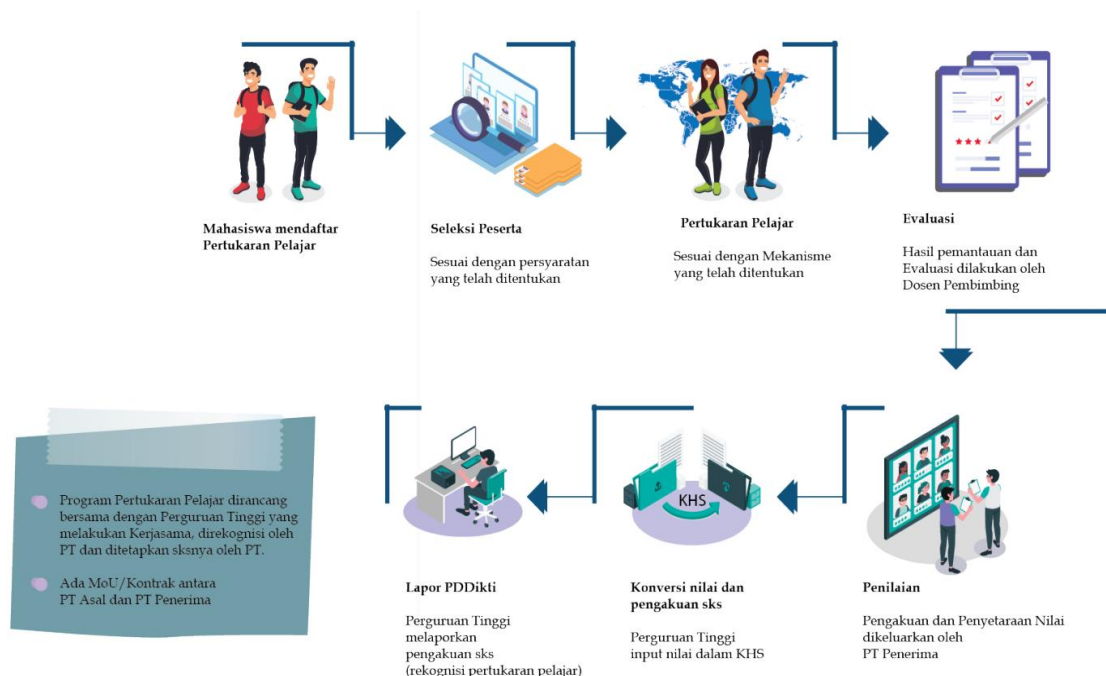 Mahasiswa mendaftar
Pertukaran Pelajar
Seleksi Peserta
Sesuai dengan persyaratan
yang telah ditentukan
Pertukaran Pelajar
Sesuai dengan Mekanisme
yang telah ditentukan
Evaluasi
Hasil pemantauan dan
Evaluasi dilakukan oleh
Dosen Pembimbing
Penilaian
Pengakuan dan Penyetaraan Nilai
dikeluarkan oleh
PT Penerima
KHS
Konversi nilai dan
pengakuan sks
Perguruan Tinggi
input nilai dalam KHS
Lapor PDDikti
Perguruan Tinggi
melaporkan
pengakuan sks
(rekognisi pertukaran pelajar)
Program Pertukaran Pelajar dirancang
bersama dengan Perguruan Tinggi yang
melakukan Kerjasama, direkognisi oleh
PT dan ditetapkan sksnya oleh PT.
Ada MoU/Kontrak antara
PT Asal dan PT Penerima